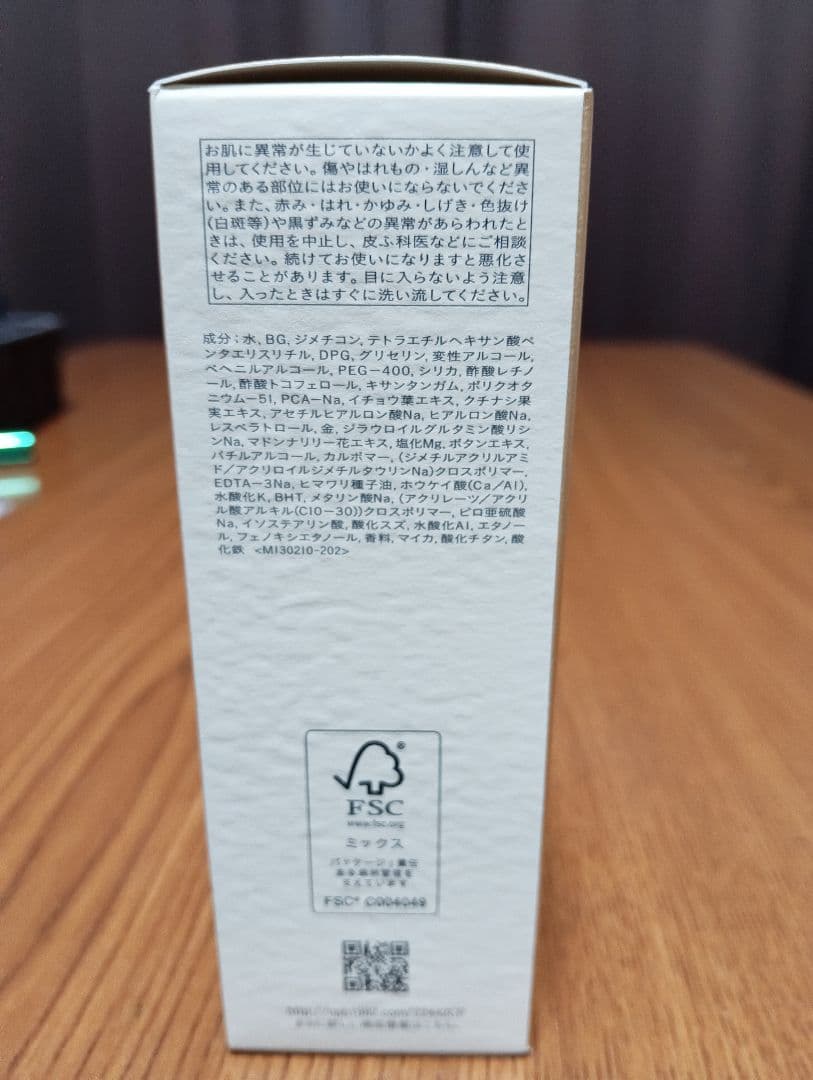 お肌に異常が生じていないかよく注意して使
用してください。傷やはれもの・湿しんなど異
常のある部位にはお使いにならないでくださ
い。また、赤み・はれ・かゆみ・しげき・色抜け
(白斑等)や黒ずみなどの異常があらわれたと
きは、使用を中止し、皮ふ科医などにご相談
ください。続けてお使いになりますと悪化さ
せることがあります。目に入らないよう注意
し、入ったときはすぐに洗い流してください。
成分;水, BG, ジメチコン, テトラエチルヘキサン酸ペ
ンタエリスリチル, DPG, グリセリン, 変性アルコール,
ベヘニルアルコール, PEG－400, シリカ, 酢酸レチノ
ール, 酢酸トコフェロール, キサンタンガム, ポリクオタ
ニウム－51, PCA－Na, イチョウ葉エキス, クチナシ果
実エキス, アセチルヒアルロン酸Na, ヒアルロン酸Na,
レスベラトロール, 金, ジラウロイルグルタミン酸リシ
ンNa, マドンナリリー花エキス, 塩化Mg, ボタンエキス,
バチルアルコール, カルボマー, (ジメチルアクリルアミ
ド／アクリロイルジメチルタウリンNa)クロスポリマー,
EDTA－3Na, ヒマワリ種子油, ホウケイ酸(Ca／Al),
水酸化K, BHT, メタリン酸Na, (アクリレーツ／アクリ
ル酸アルキル(C10－30))クロスポリマー, ピロ亜硫酸
Na, イソステアリン酸, 酸化スズ, 水酸化Al, エタノー
ル, フェノキシエタノール, 香料, マイカ, 酸化チタン, 酸
化鉄 <M130210-202>
®
FSC
www.fsc.org
ミックス
FSC® C004049